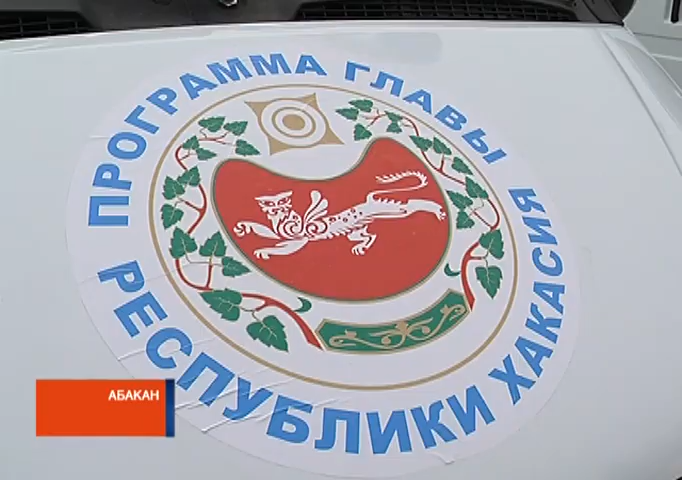 ПРОГРАММА ГЛАВЫ
РЕСПУБЛИКИ ХАКАСИЯ
АБАКАН